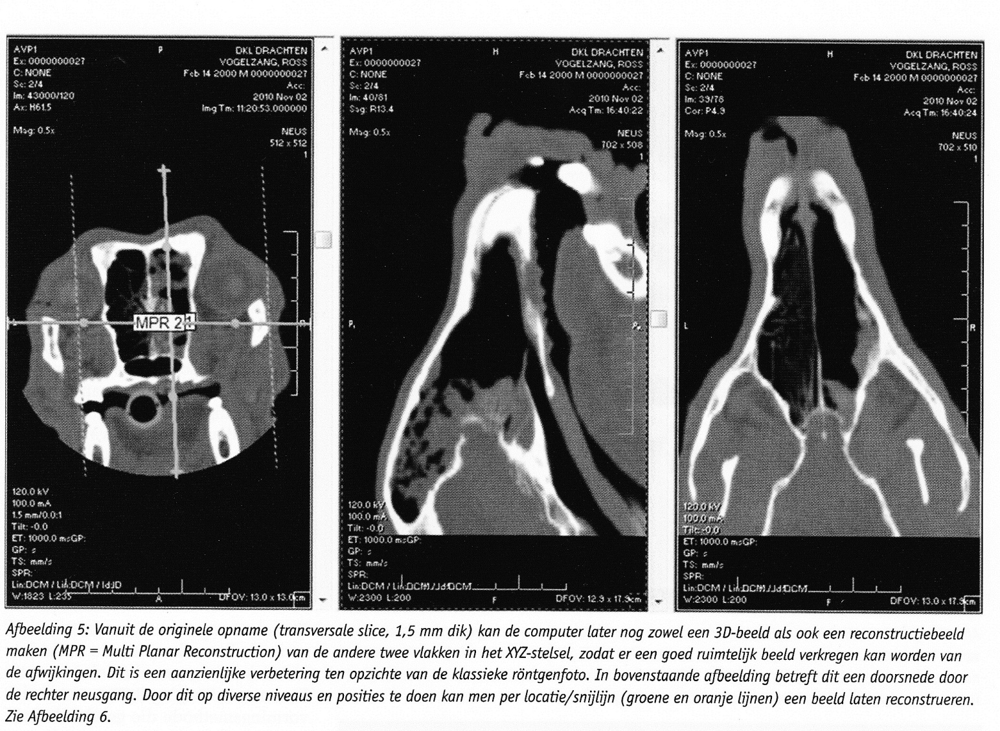 AVP1
Ex: 0000000027
C: NONE
Se: 2/4
Im: 43000/120
Ax: H61.5
Mag: 0.5x
P
DKL DRACHTEN
VOGELZANG, ROSS
Feb 14 2000 M 0000000027
Acc:
2010 Nov 02
Img Tm: 11:20:53.000000
NEUS
512 x 512
1
MPR 2 1
R
120.0 kV
100.0 mA
1.5 mm/0.0:1
Tilt: -0.0
ET: 1000.0 msGP:
GP: s
TS: mm/s
SPR:
Lin:DCM / Lin:DCM / Id:ID
W:1823 L:235
A
DFOV: 13.0 x 13.0cm
AVP1
Ex: 0000000027
C: NONE
Se: 2/4
Im: 40/81
Sag: R13.4
Mag: 0.5x
H
DKL DRACHTEN
VOGELZANG, ROSS
Feb 14 2000 M 0000000027
Acc:
2010 Nov 02
Acq Tm: 16:40:22
NEUS
702 x 508
1
P
120.0 kV
100.0 mA
Tilt: -0.0
ET: 1000.0 msGP:
GP: s
TS: mm/s
SPR:
W:2300 L:200
F
DFOV: 12.9 x 17.9cm
AVP1
Ex: 0000000027
C: NONE
Se: 2/4
Im: 39/78
Cor: P4.9
Mag: 0.5x
H
DKL DRACHTEN
VOGELZANG, ROSS
Feb 14 2000 M 0000000027
Acc:
2010 Nov 02
Acq Tm: 16:40:24
NEUS
702 x 510
1
L
R
120.0 kV
100.0 mA
Tilt: -0.0
ET: 1000.0 msGP:
GP: s
TS: mm/s
SPR:
W:2300 L:200
F
DFOV: 13.0 x 17.9cm
Afbeelding 5: Vanuit de originele opname (transversale slice, 1,5 mm dik) kan de computer later nog zowel een 3D-beeld als ook een reconstructiebeeld
maken (MPR = Multi Planar Reconstruction) van de andere twee vlakken in het XYZ-stelsel, zodat er een goed ruimtelijk beeld verkregen kan worden van
de afwijkingen. Dit is een aanzienlijke verbetering ten opzichte van de klassieke röntgenfoto. In bovenstaande afbeelding betreft dit een doorsnede door
de rechter neusgang. Door dit op diverse niveaus en posities te doen kan men per locatie/snijlijn (groene en oranje lijnen) een beeld laten reconstrueren.
Zie Afbeelding 6.